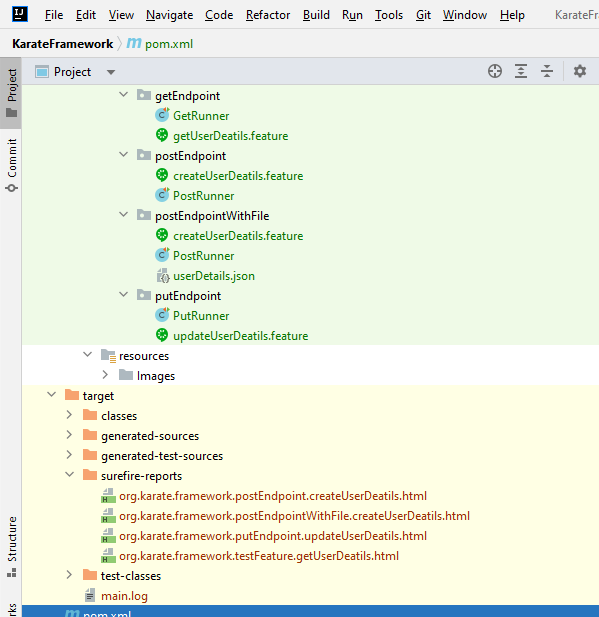 IJ File Edit View Navigate Code Refactor Build Run Tools Git Window Help KarateFrame
KarateFramework pom.xml
Project
Project
Commit
Structure
getEndpoint
GetRunner
getUserDeatils.feature
postEndpoint
createUserDeatils.feature
PostRunner
postEndpointWithFile
createUserDeatils.feature
PostRunner
userDetails.json
putEndpoint
PutRunner
updateUserDeatils.feature
resources
Images
target
classes
generated-sources
generated-test-sources
surefire-reports
org.karate.framework.postEndpoint.createUserDeatils.html
org.karate.framework.postEndpointWithFile.createUserDeatils.html
org.karate.framework.putEndpoint.updateUserDeatils.html
org.karate.framework.testFeature.getUserDeatils.html
test-classes
main.log
pom.xml